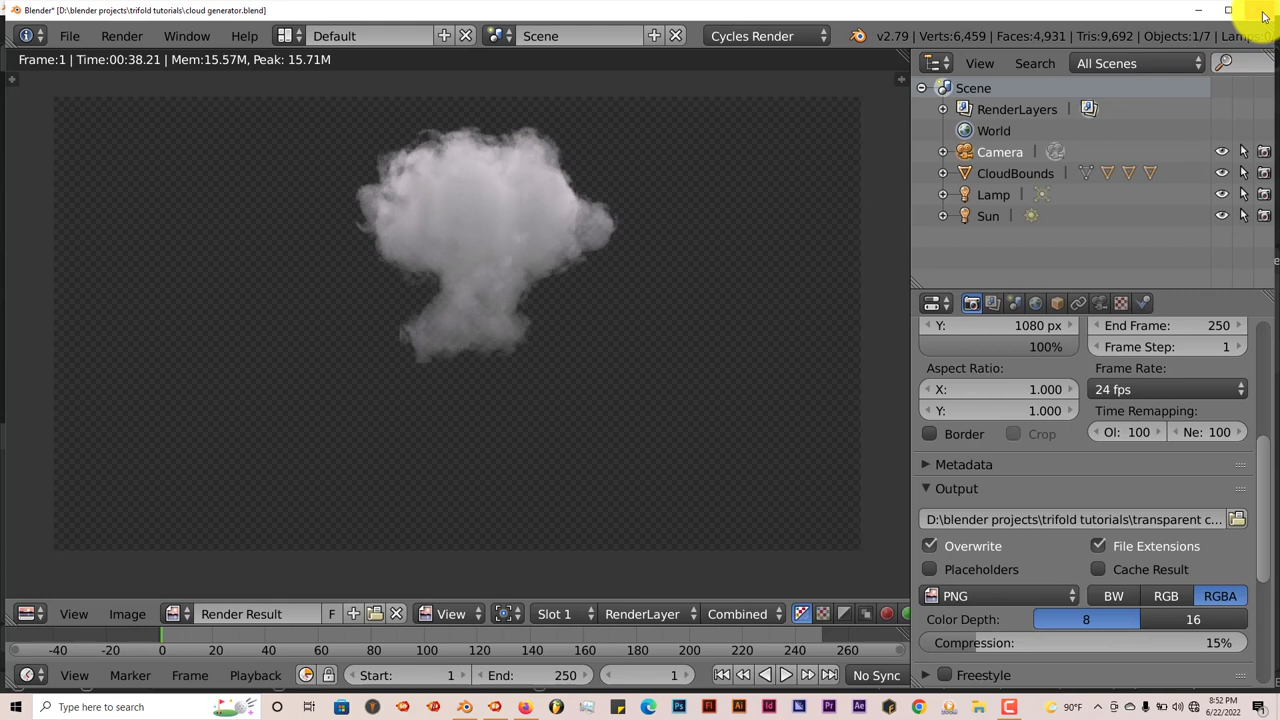 Blender* [D:\blender projects\trifold tutorials\cloud generator.blend]
File Render Window Help Default Scene Cycles Render v2.79 | Verts:6,459 | Faces:4,931 | Tris:9,692 | Objects:1/7 | Lamps:0
Frame:1 | Time:00:38.21 | Mem:15.57M, Peak: 15.71M
View Search All Scenes
Scene
RenderLayers
World
Camera
CloudBounds
Lamp
Sun
Y: 1080 px End Frame: 250
100% Frame Step: 1
Aspect Ratio: Frame Rate:
X: 1.000 24 fps
Y: 1.000 Time Remapping:
Border Crop Ol: 100 Ne: 100
Metadata
Output
D:\blender projects\trifold tutorials\transparent c...
Overwrite File Extensions
Placeholders Cache Result
PNG BW RGB RGBA
Color Depth: 8 16
Compression: 15%
Freestyle
View Image Render Result F View Slot 1 RenderLayer Combined
-40 -20 0 20 40 60 80 100 120 140 160 180 200 220 240 260
View Marker Frame Playback Start: 1 End: 250 1 No Sync
Type here to search
90°
8:52 PM
6/22/2022